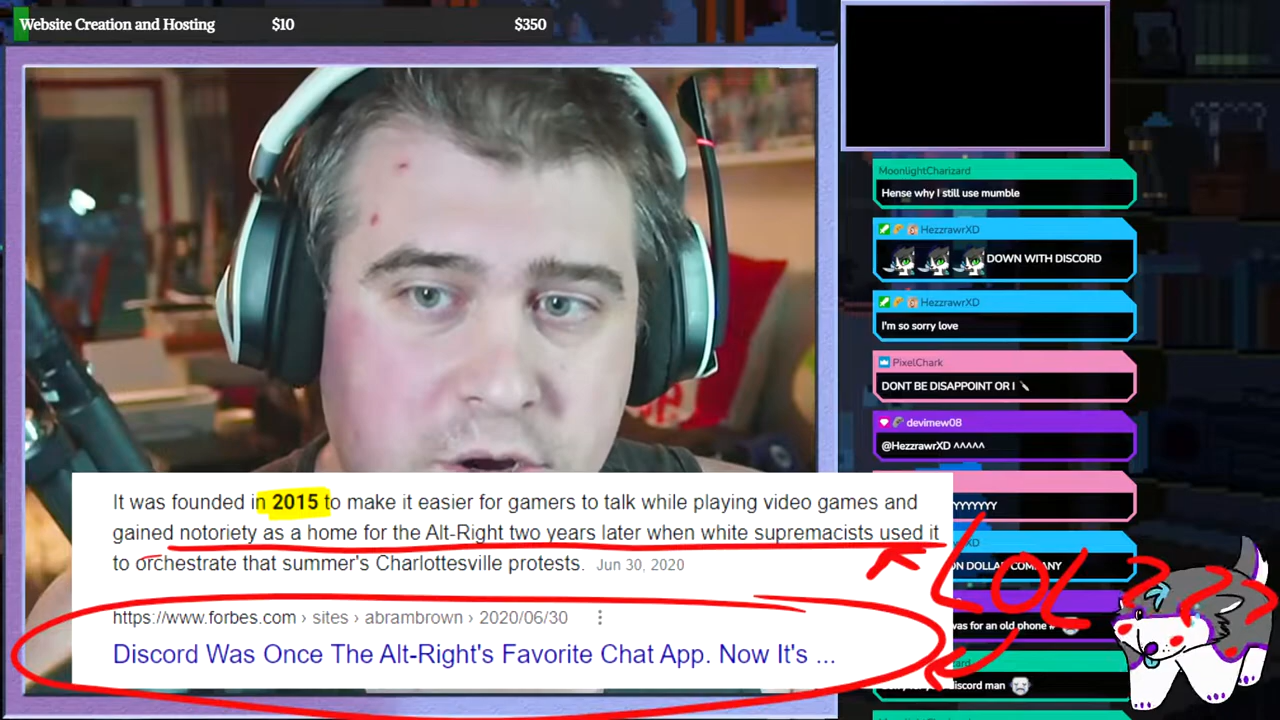 Website Creation and Hosting $10 $350
MoonlightCharizard
Hense why I still use mumble
HezzrawrXD
DOWN WITH DISCORD
HezzrawrXD
I'm so sorry love
PixelChark
DONT BE DISAPPOINT OR I
devimew08
@HezzrawrXD ^^^^^
YYYYYYY
XD
ON DOLLAR COMPANY
was for an old phone
discord man
MoonlightCharizard
It was founded in 2015 to make it easier for gamers to talk while playing video games and
gained notoriety as a home for the Alt-Right two years later when white supremacists used it
to orchestrate that summer's Charlottesville protests. Jun 30, 2020
https://www.forbes.com › sites › abrambrown › 2020/06/30
Discord Was Once The Alt-Right's Favorite Chat App. Now It's ...
LOL???